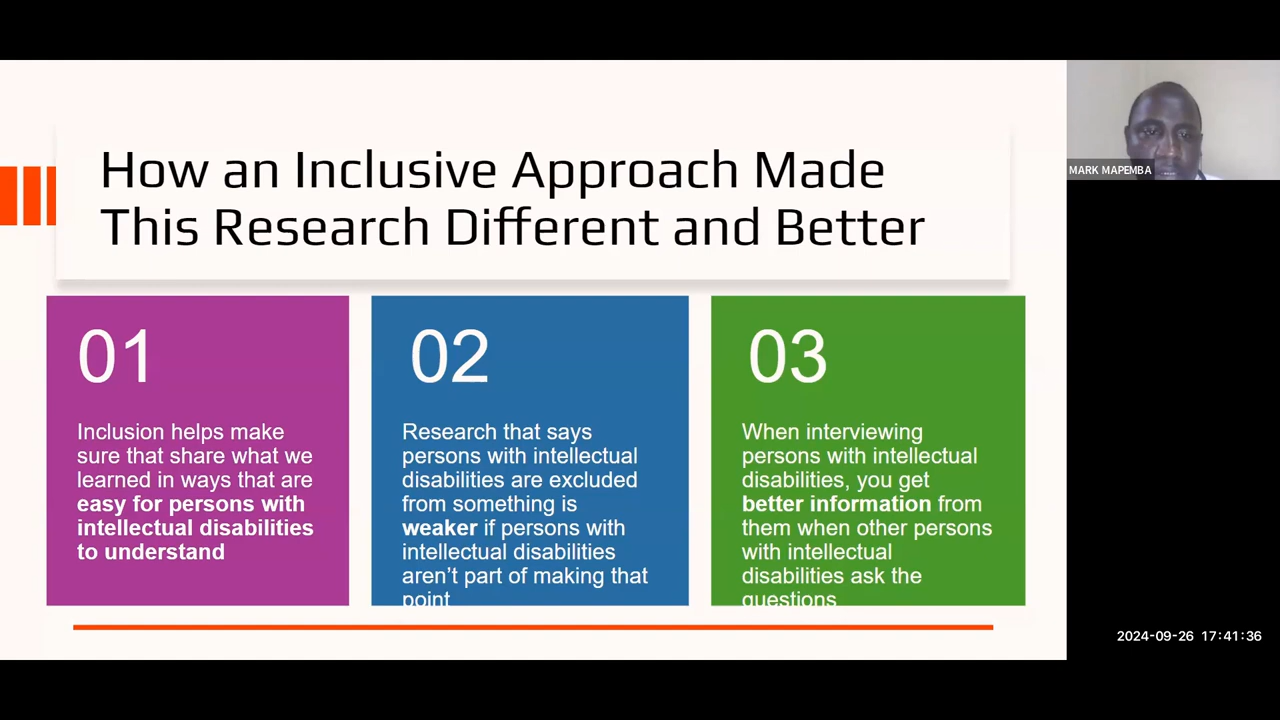 How an Inclusive Approach Made
This Research Different and Better
01
Inclusion helps make
sure that share what we
learned in ways that are
easy for persons with
intellectual disabilities
to understand
02
Research that says
persons with intellectual
disabilities are excluded
from something is
weaker if persons with
intellectual disabilities
aren't part of making that
point
03
When interviewing
persons with intellectual
disabilities, you get
better information from
them when other persons
with intellectual
disabilities ask the
questions
MARK MAPEMBA
2024-09-26 17:41:36